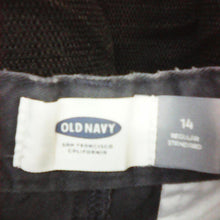 OLD NAVY
SAN FRANCISCO
CALIFORNIA
14
REGULAR
STANDARD